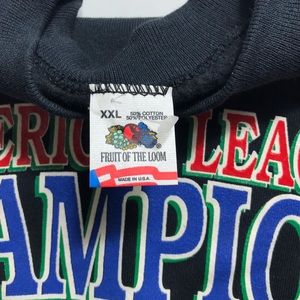 XXL
50% COTTON
50% POLYESTER
FRUIT OF THE LOOM
MADE IN U.S.A.
ERIC LEAG
AMPIO